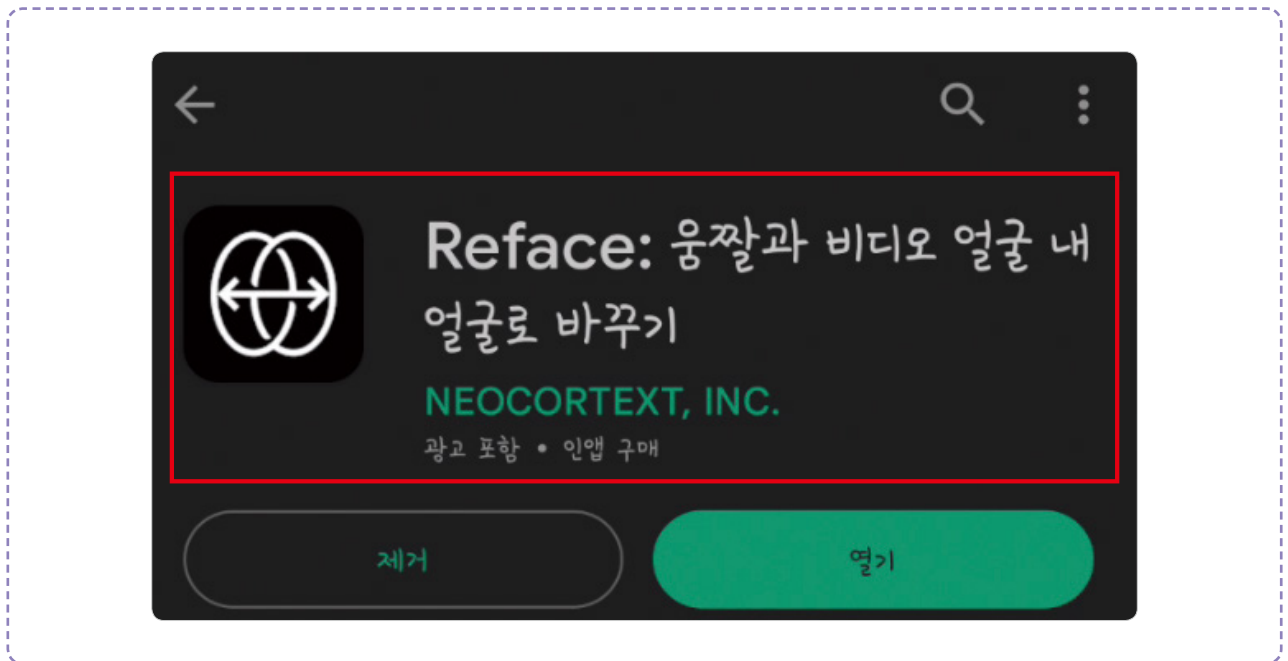 Reface: 움짤과 비디오 얼굴 내
얼굴로 바꾸기
NEOCORTEXT, INC.
광고 포함 • 인앱 구매
제거
열기